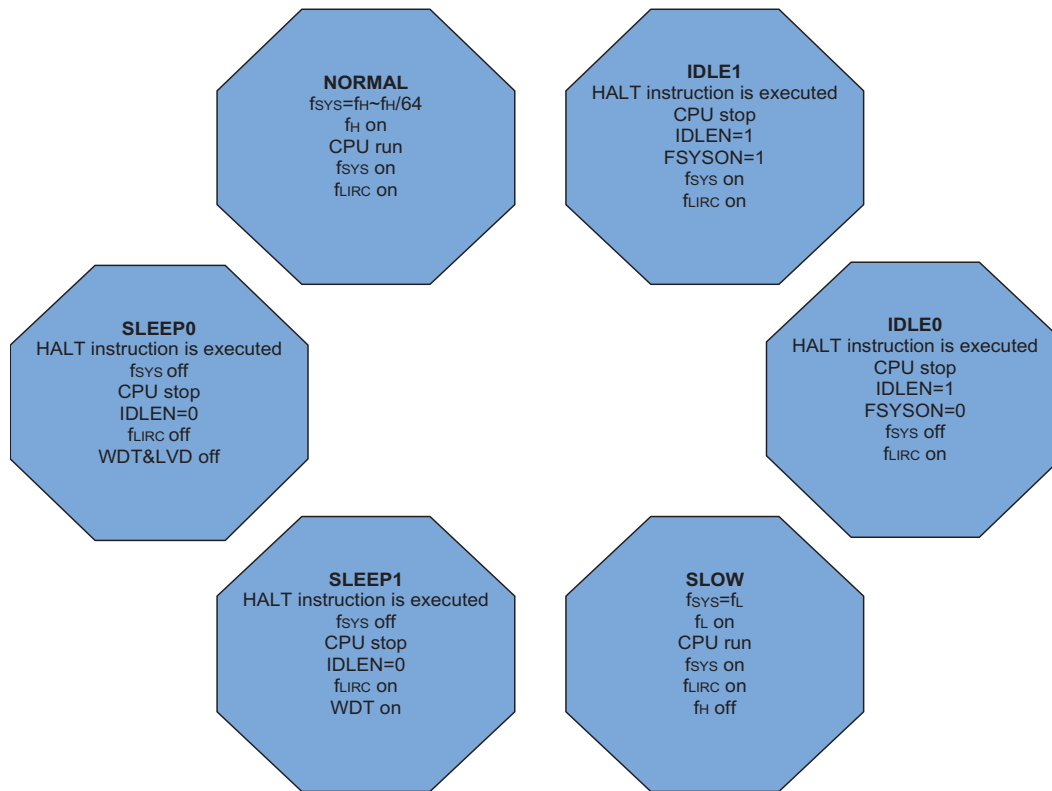 NORMAL
fSYS=fH~fH/64
fH on
CPU run
fSYS on
fLIRC on
IDLE1
HALT instruction is executed
CPU stop
IDLEN=1
FSYSON=1
fSYS on
fLIRC on
SLEEP0
HALT instruction is executed
fSYS off
CPU stop
IDLEN=0
fLIRC off
WDT&LVD off
IDLE0
HALT instruction is executed
CPU stop
IDLEN=1
FSYSON=0
fSYS off
fLIRC on
SLEEP1
HALT instruction is executed
fSYS off
CPU stop
IDLEN=0
fLIRC on
WDT on
SLOW
fSYS=fL
fL on
CPU run
fSYS on
fLIRC on
fH off